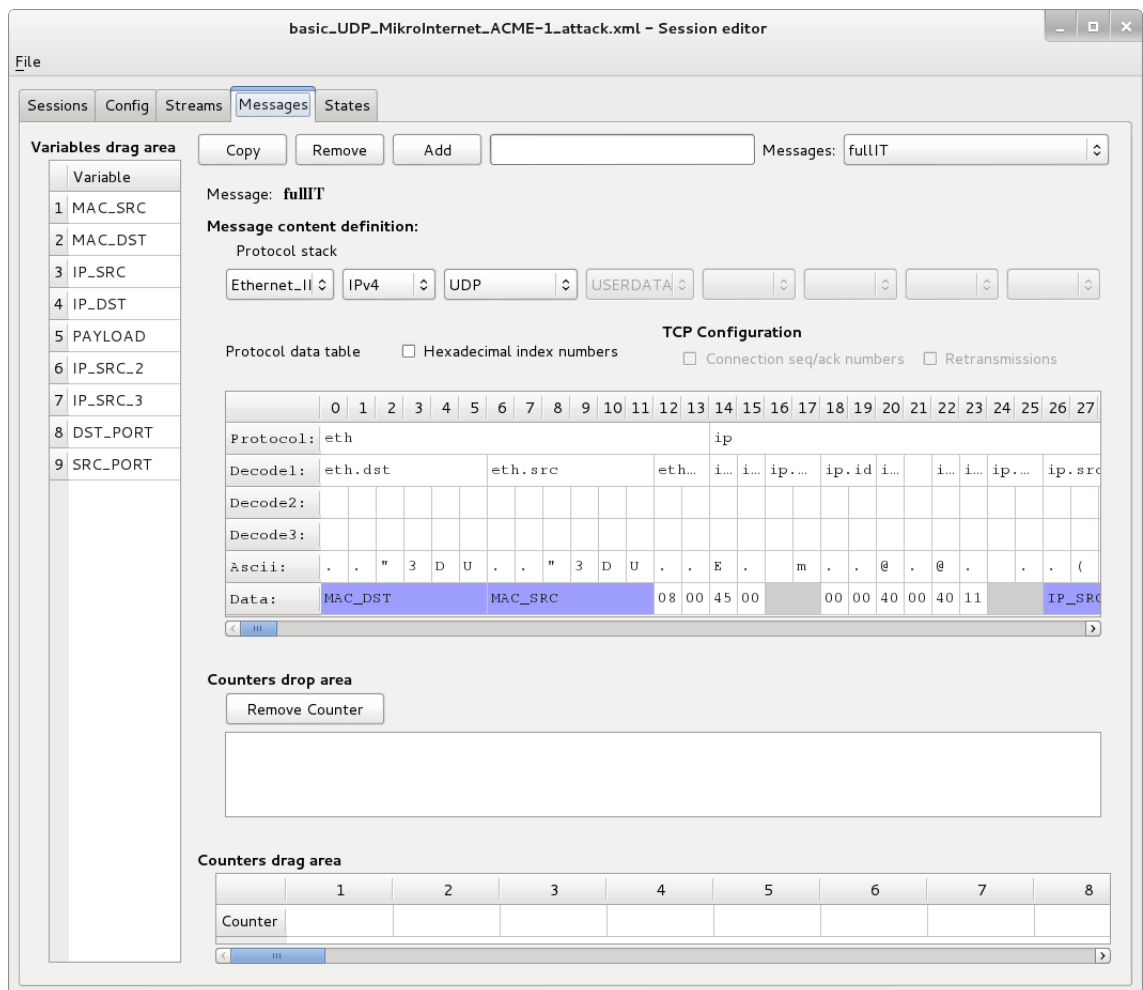 basic_UDP_MikroInternet_ACME-1_attack.xml - Session editor
File
Sessions Config Streams Messages States
Variables drag area
Variable
1 MAC_SRC
2 MAC_DST
3 IP_SRC
4 IP_DST
5 PAYLOAD
6 IP_SRC_2
7 IP_SRC_3
8 DST_PORT
9 SRC_PORT
Copy Remove Add Messages: fullIT
Message: fullIT
Message content definition:
Protocol stack
Ethernet_II IPv4 UDP USERDATA
TCP Configuration
Protocol data table Hexadecimal index numbers Connection seq/ack numbers Retransmissions
0 1 2 3 4 5 6 7 8 9 10 11 12 13 14 15 16 17 18 19 20 21 22 23 24 25 26 27
Protocol: eth ip
Decode1: eth.dst eth.src eth... i... i... ip.... ip.id i... i... i... ip.... ip.src
Decode2:
Decode3:
Ascii: . . " 3 D U . . " 3 D U . . E . m . . @ . @ . . . . (
Data: MAC_DST MAC_SRC 08 00 45 00 00 00 40 00 40 11 IP_SRC
Counters drop area
Remove Counter
Counters drag area
1 2 3 4 5 6 7 8
Counter